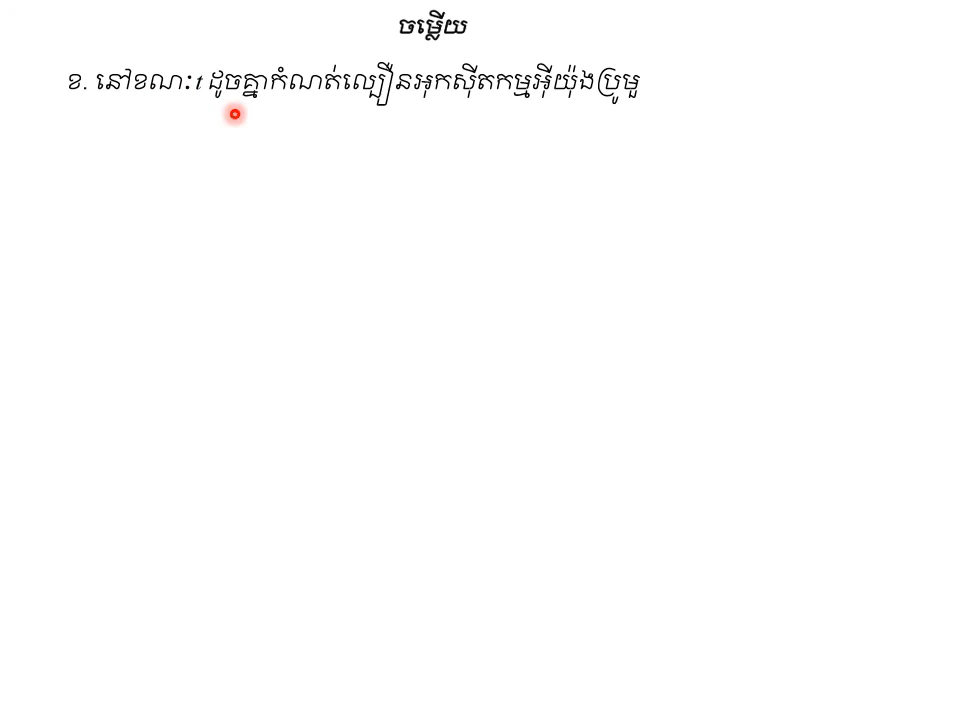 ចម្លើយ
ខ. នៅខណៈt ដូចគ្នាកំណត់ល្បឿនអុកស៊ីតកម្មអ៊ីយ៉ុងប្រូមួ